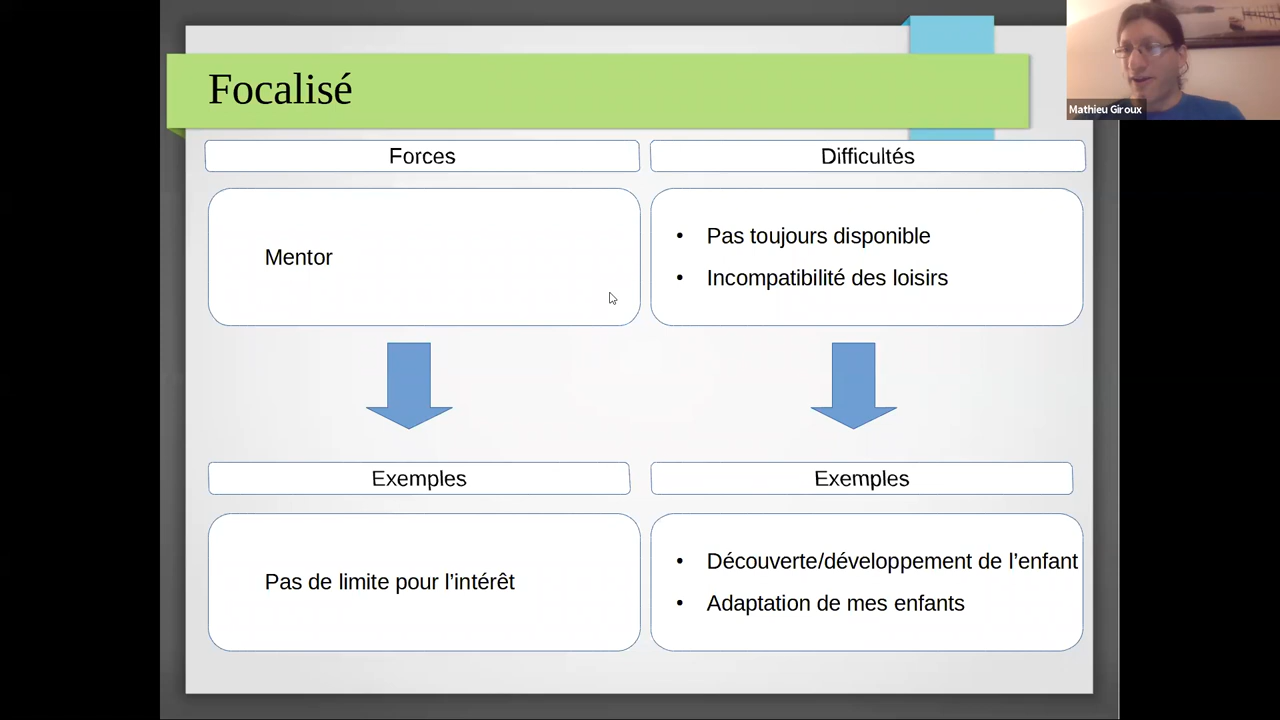 Focalisé
Mathieu Giroux
Forces
Difficultés
Mentor
• Pas toujours disponible
• Incompatibilité des loisirs
Exemples
Exemples
Pas de limite pour l’intérêt
• Découverte/développement de l’enfant
• Adaptation de mes enfants